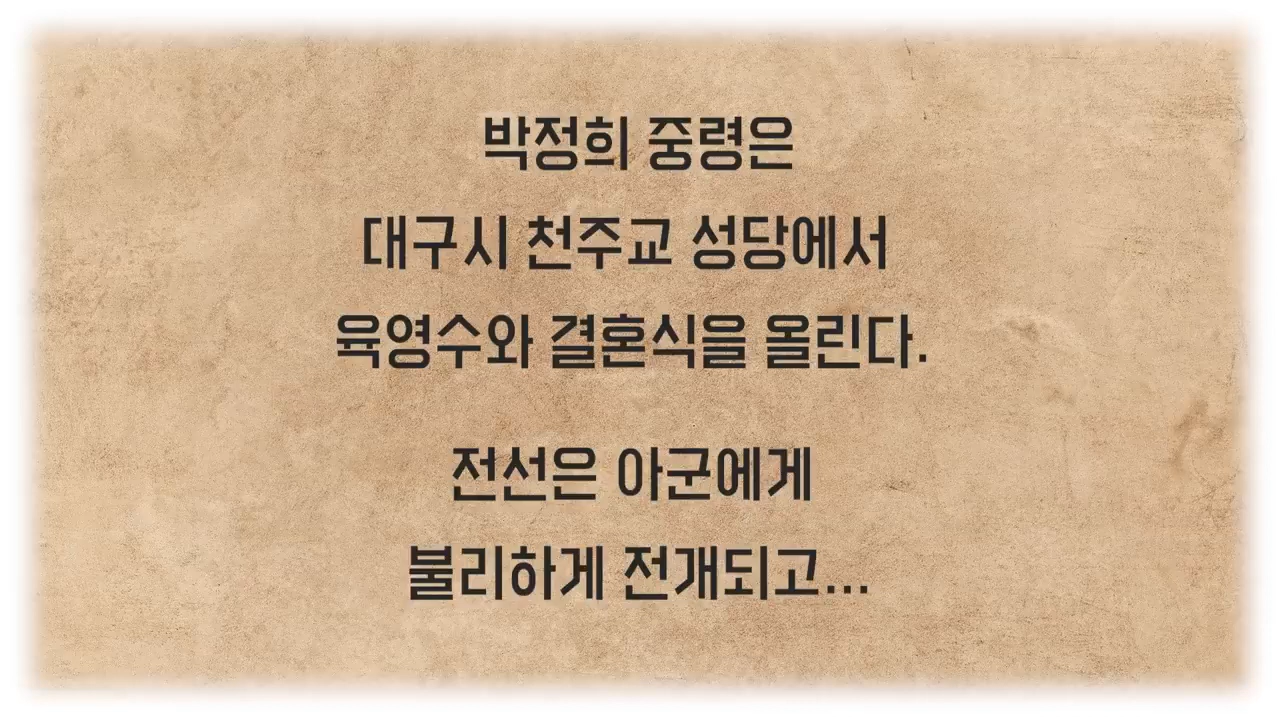 박정희 중령은
대구시 천주교 성당에서
육영수와 결혼식을 올린다.
전선은 아군에게
불리하게 전개되고...